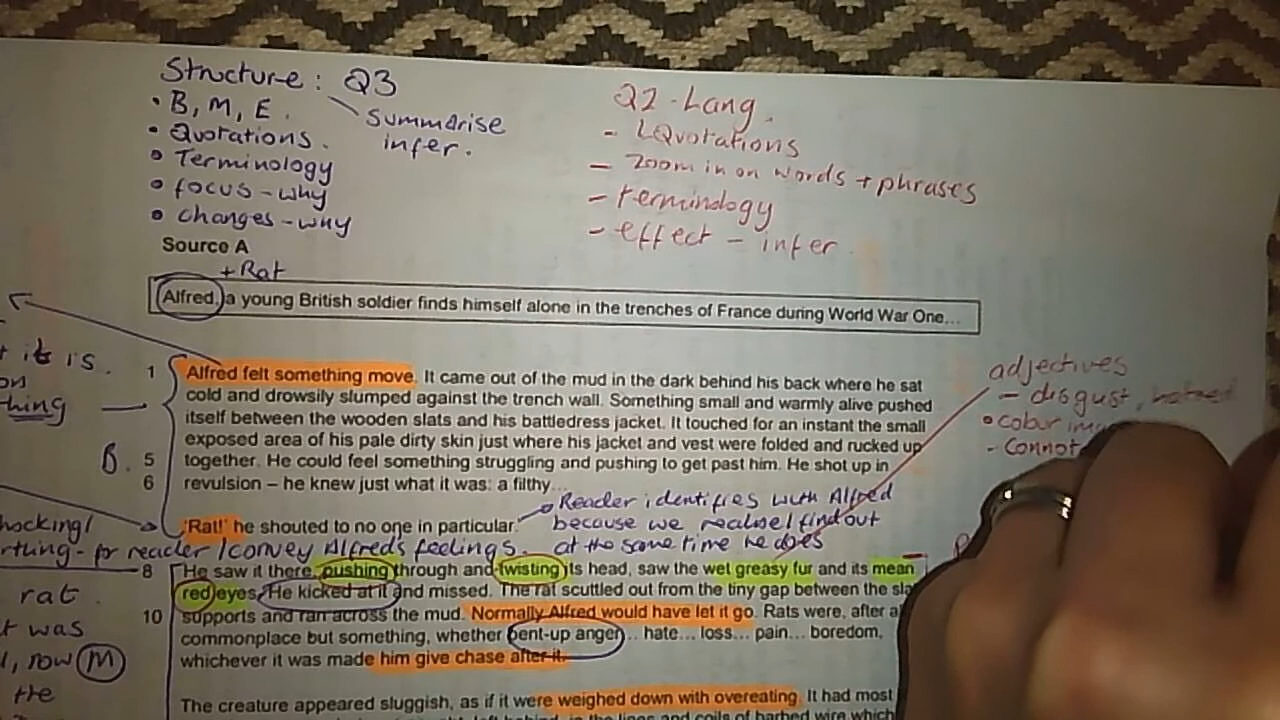 Structure : Q3
• B, M, E.
summarise
infer.
• Quotations.
• Terminology
• focus - why
• changes - why
Q2 - Lang.
- Quotations
- zoom in on words + phrases
- terminology
- effect - infer
Source A
+ Rat
Alfred, a young British soldier finds himself alone in the trenches of France during World War One...
it is.
1
Alfred felt something move. It came out of the mud in the dark behind his back where he sat
cold and drowsily slumped against the trench wall. Something small and warmly alive pushed
itself between the wooden slats and his battledress jacket. It touched for an instant the small
exposed area of his pale dirty skin just where his jacket and vest were folded and rucked up
B. 5 together. He could feel something struggling and pushing to get past him. He shot up in
6 revulsion – he knew just what it was: a filthy...
adjectives
- disgust,
• colour
Reader identifies with Alfred
'Rat!' he shouted to no one in particular.
because we realise/find out
for reader / convey Alfreds feelings.
at the same time he does
8 He saw it there, pushing through and twisting its head, saw the wet greasy fur and its mean
red eyes. He kicked at it and missed. The rat scuttled out from the tiny gap between the
10 supports and ran across the mud. Normally Alfred would have let it go. Rats were, after
commonplace but something, whether pent-up anger... hate... loss... pain... boredom,
whichever it was made him give chase after it.
rat.
was
row M
the
The creature appeared sluggish, as if it were weighed down with overeating. It had most